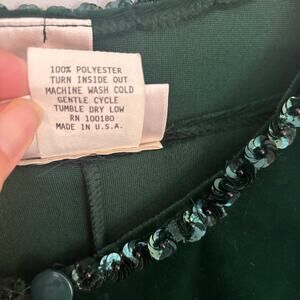 100% POLYESTER
TURN INSIDE OUT
MACHINE WASH COLD
GENTLE CYCLE
TUMBLE DRY LOW
RN 100180
MADE IN U.S.A.